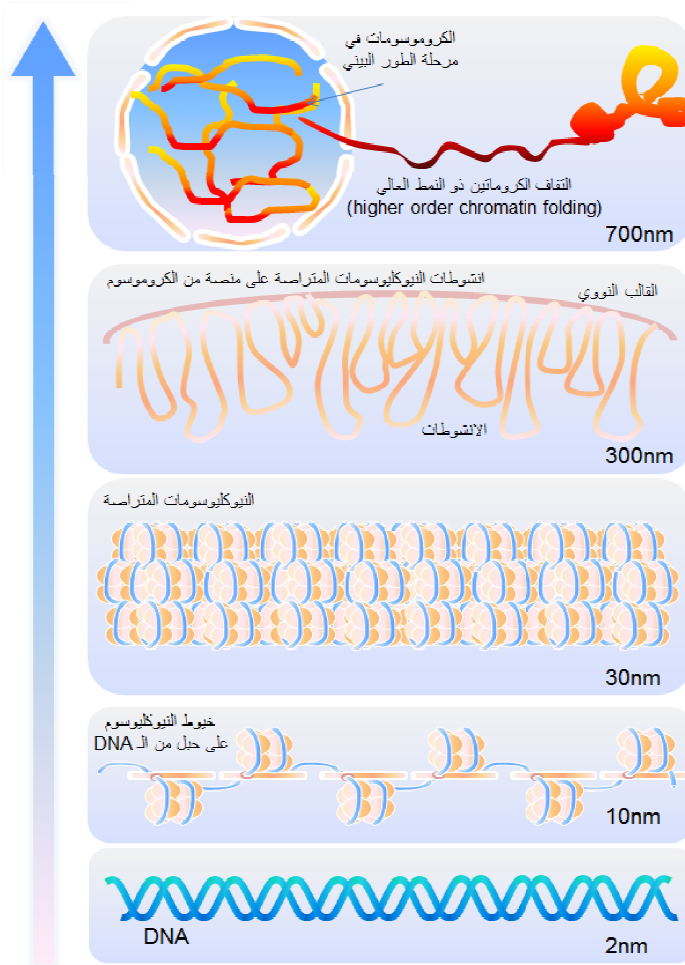 الكروموسومات في
مرحلة الطور البيني
التفاف الكروماتين ذو النمط العالي
(higher order chromatin folding)
700nm
انشوطات النيوكليوسومات المتراصة على منصة من الكروموسوم
القالب النووي
الانشوطات
300nm
النيوكليوسومات المتراصة
30nm
خيوط النيوكليوسوم
على حبل من الـ DNA
10nm
DNA
2nm